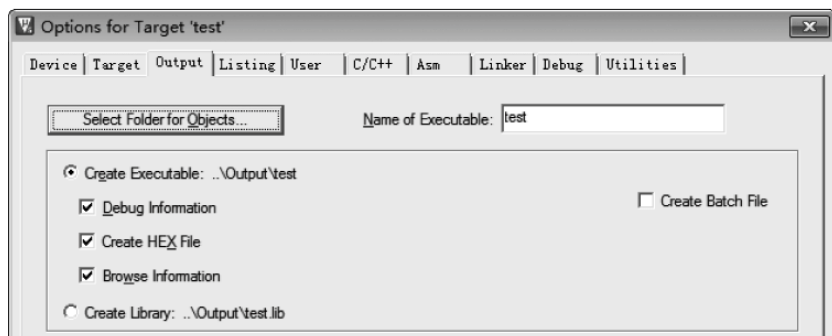 Options for Target 'test'
Device Target Output Listing User C/C++ Asm Linker Debug Utilities
Select Folder for Objects... Name of Executable: test
Create Executable: ..\Output\test
Debug Information Create Batch File
Create HEX File
Browse Information
Create Library: ..\Output\test.lib